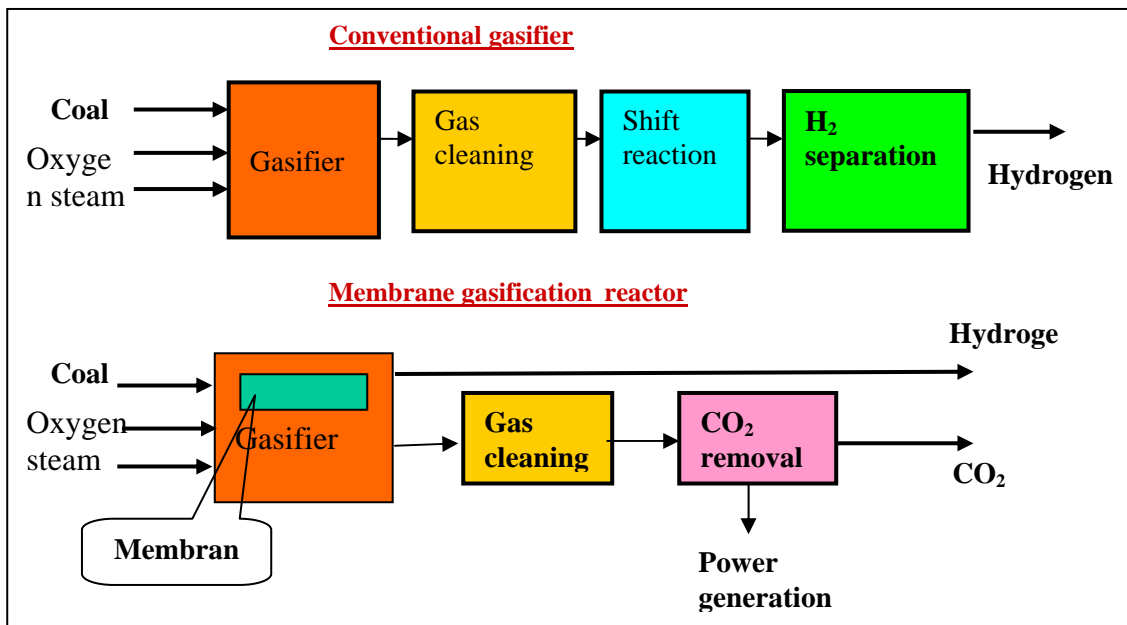 Conventional gasifier
Coal
Oxyge
n steam
Gasifier
Gas
cleaning
Shift
reaction
H₂
separation
Hydrogen
Membrane gasification reactor
Coal
Oxygen
steam
Gasifier
Membran
Hydroge
Gas
cleaning
CO₂
removal
CO₂
Power
generation